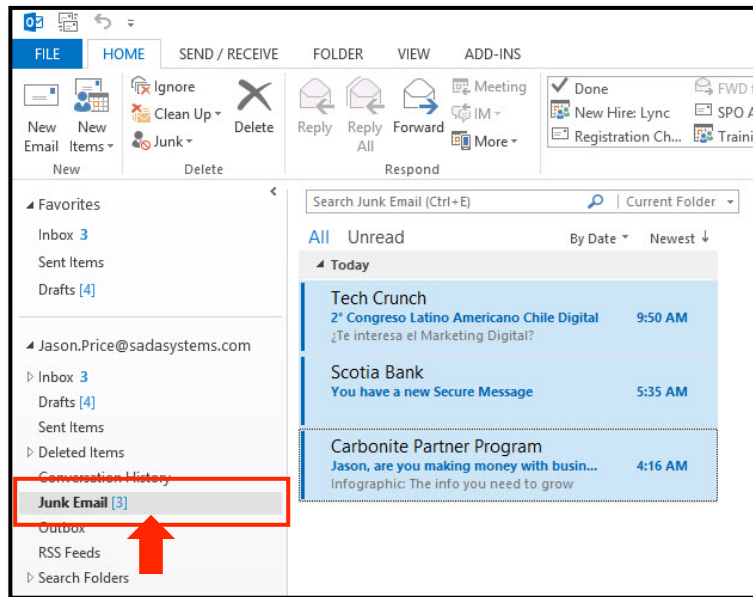 FILE HOME SEND / RECEIVE FOLDER VIEW ADD-INS
New Email
New Items
Ignore
Clean Up
Junk
Delete
Reply
Reply All
Forward
Meeting
IM
More
Done
New Hire: Lync
Registration Ch...
FWD
SPO A
Traini
New Delete Respond
Favorites
Inbox 3
Sent Items
Drafts [4]
Jason.Price@sadasystems.com
Inbox 3
Drafts [4]
Sent Items
Deleted Items
Conversation History
Junk Email [3]
Outbox
RSS Feeds
Search Folders
Search Junk Email (Ctrl+E) Current Folder
All Unread By Date Newest
Today
Tech Crunch
2° Congreso Latino Americano Chile Digital 9:50 AM
¿Te interesa el Marketing Digital?
Scotia Bank
You have a new Secure Message 5:35 AM
Carbonite Partner Program
Jason, are you making money with busin... 4:16 AM
Infographic: The info you need to grow